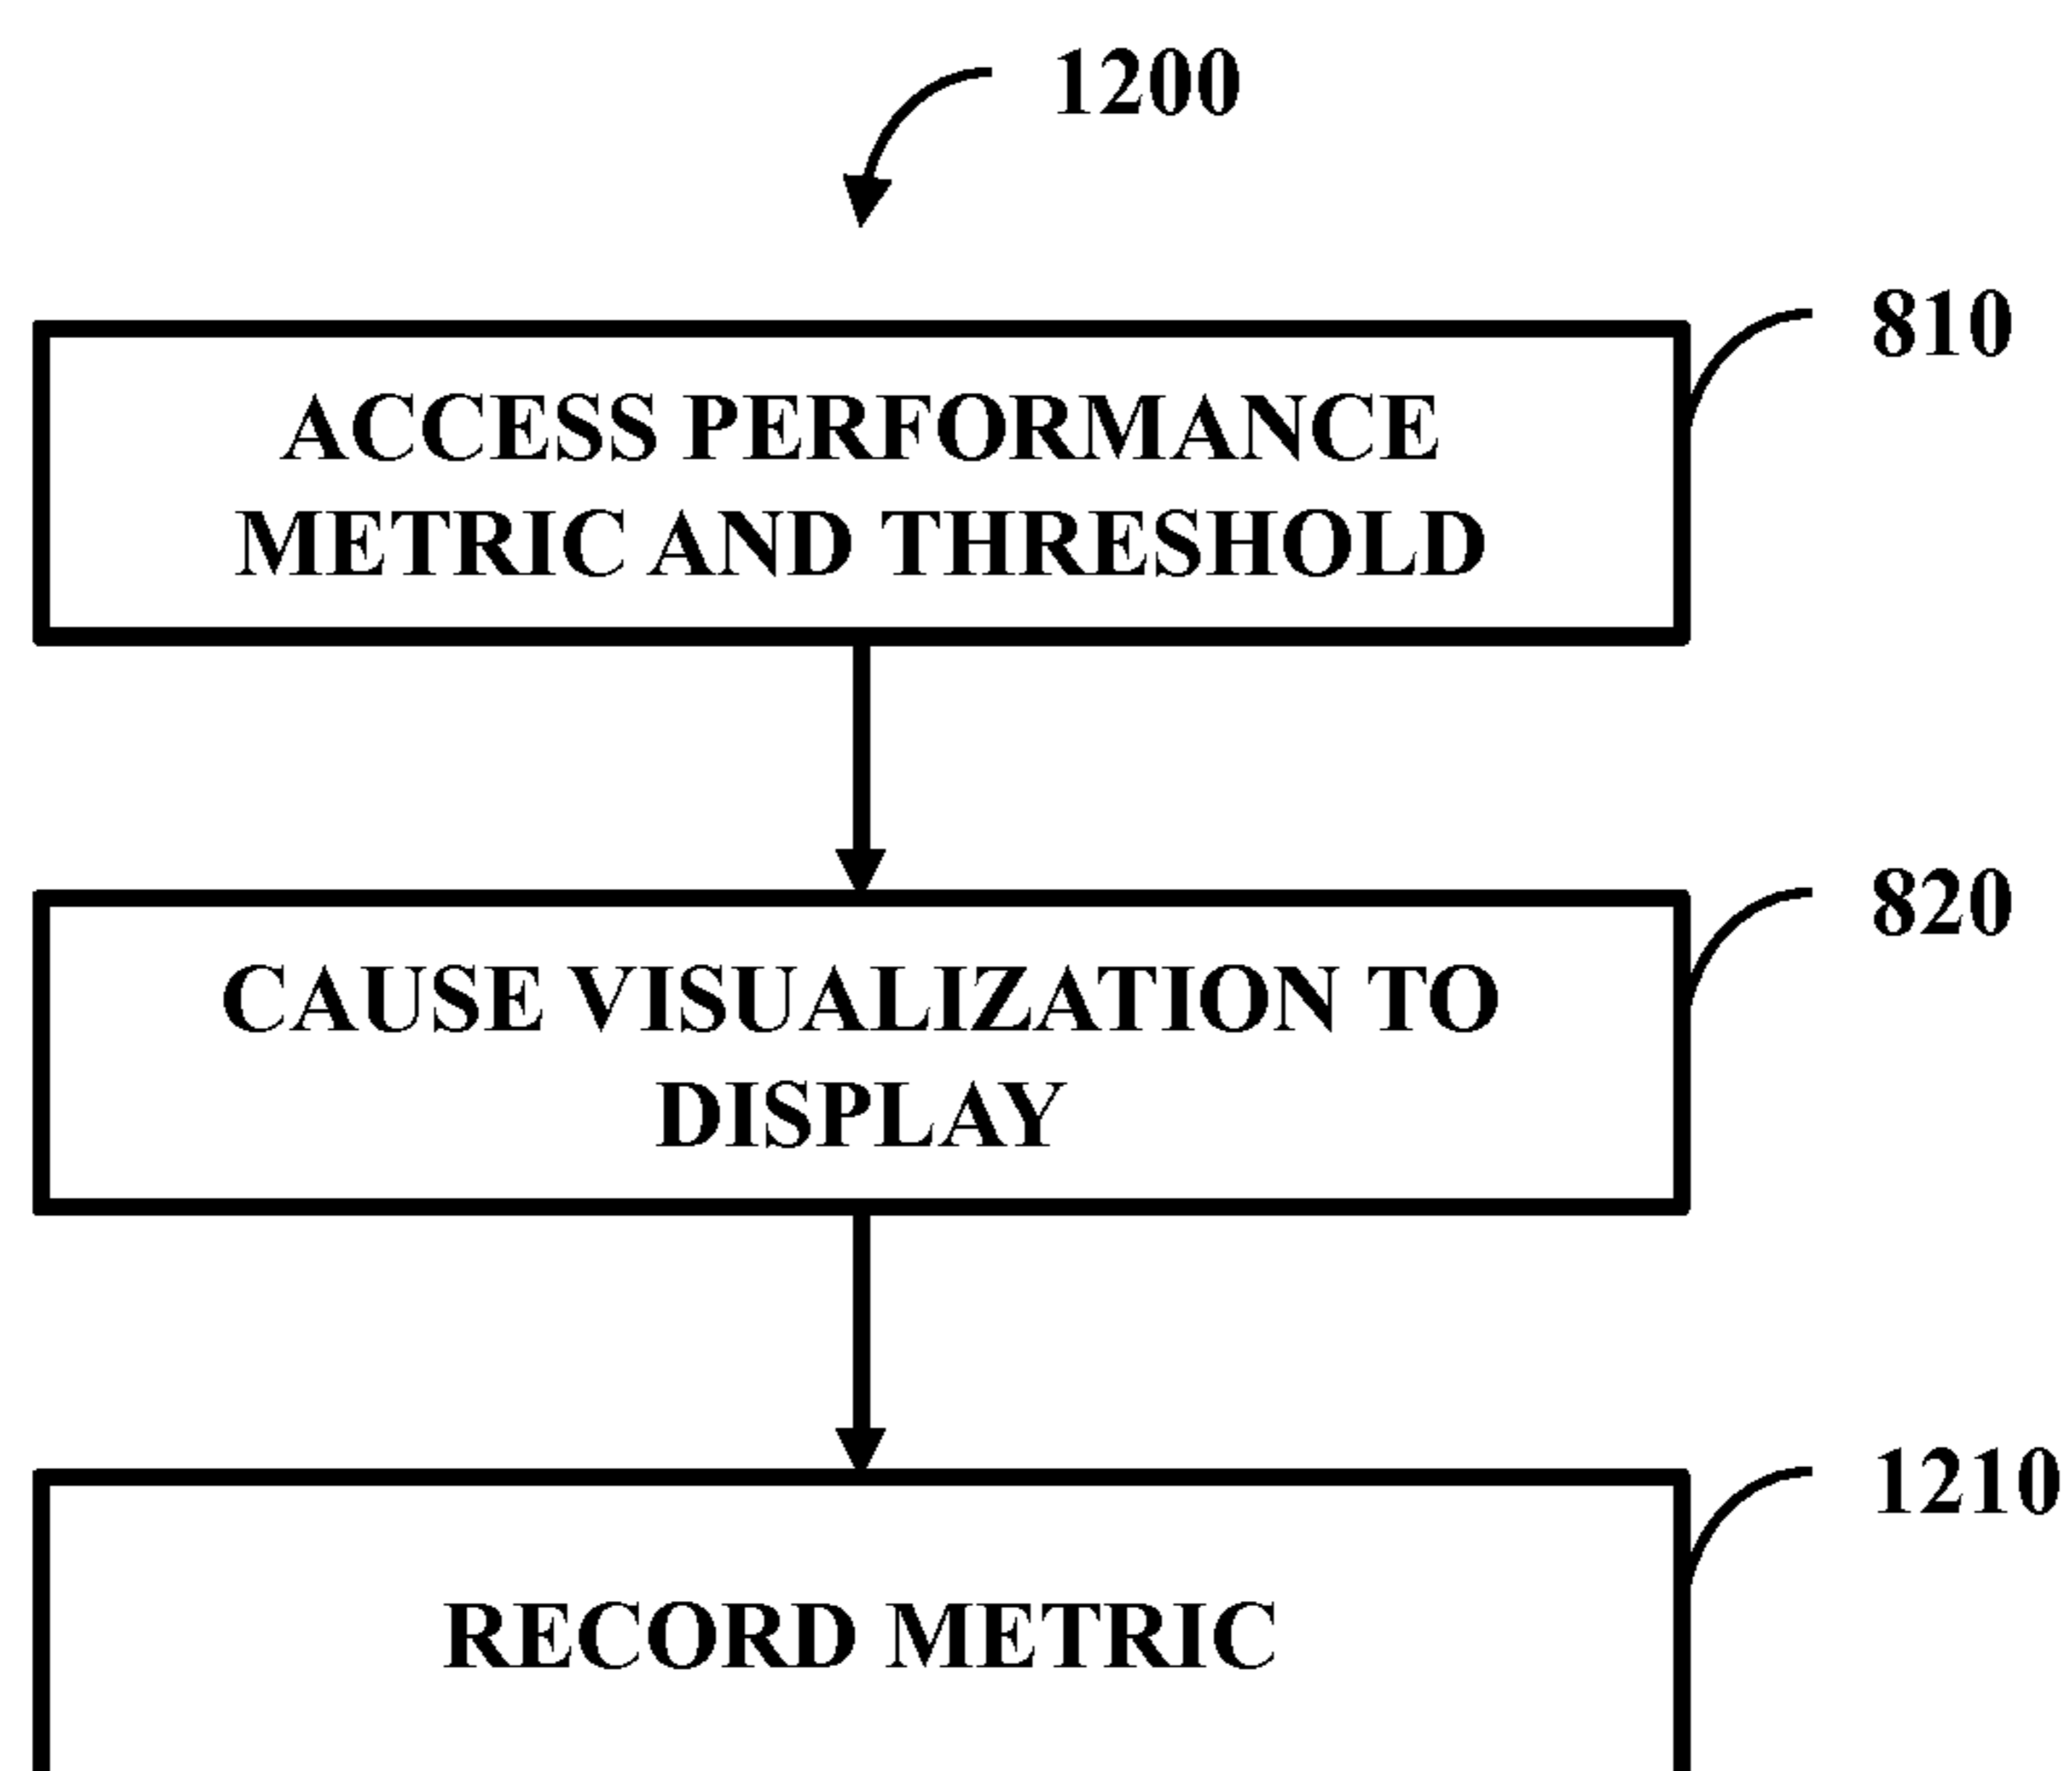 1200
810
ACCESS PERFORMANCE
METRIC AND THRESHOLD
820
CAUSE VISUALIZATION TO
DISPLAY
1210
RECORD METRIC